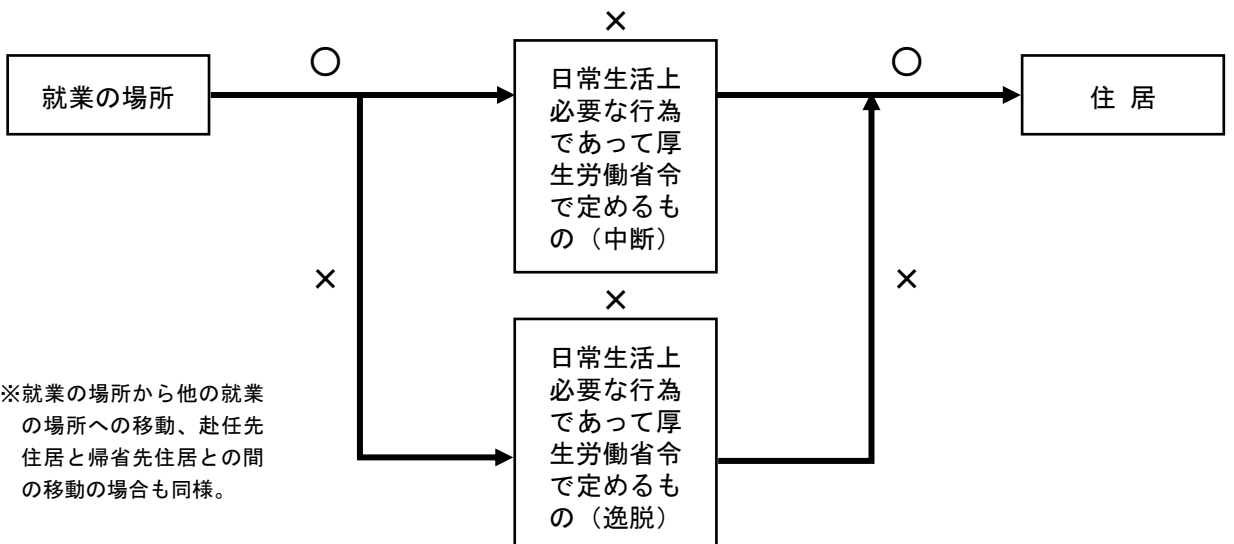 ×
○
○
就業の場所
日常生活上
必要な行為
であって厚
生労働省令
で定めるも
の（中断）
住 居
×
×
×
日常生活上
必要な行為
であって厚
生労働省令
で定めるも
の（逸脱）
※就業の場所から他の就業
の場所への移動、赴任先
住居と帰省先住居との間
の移動の場合も同様。